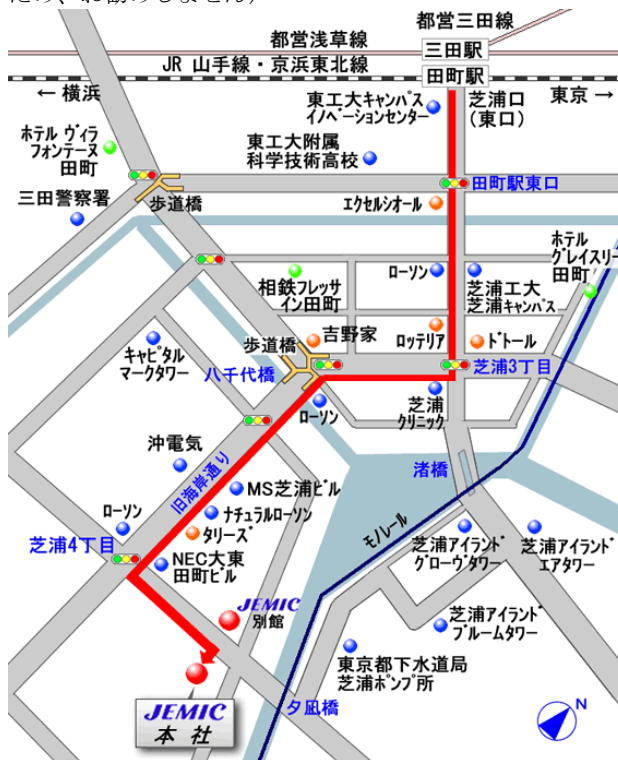 ため、お勧めしません）
都営三田線
都営浅草線
三田駅
JR 山手線・京浜東北線
田町駅
← 横浜
東京 →
芝浦口
（東口）
東工大キャンパス
イノベーションセンター
東工大附属
科学技術高校
ホテル ヴィラ
フォンテーヌ
田町
田町駅東口
三田警察署
歩道橋
エクセルシオール
ホテル
グレイスリー
田町
相鉄フレッサ
イン田町
ローソン
芝浦工大
芝浦キャンパス
歩道橋
吉野家
ロッテリア
ドトール
キャピタル
マークタワー
八千代橋
芝浦3丁目
ローソン
芝浦
クリニック
沖電気
旧海岸通り
MS芝浦ビル
渚橋
ローソン
ナチュラルローソン
タリーズ
モノレール
芝浦4丁目
NEC大東
田町ビル
芝浦アイランド
グローヴタワー
芝浦アイランド
エアタワー
JEMIC
別館
芝浦アイランド
ブルームタワー
東京都下水道局
芝浦ポンプ所
JEMIC
本 社
夕凪橋
N